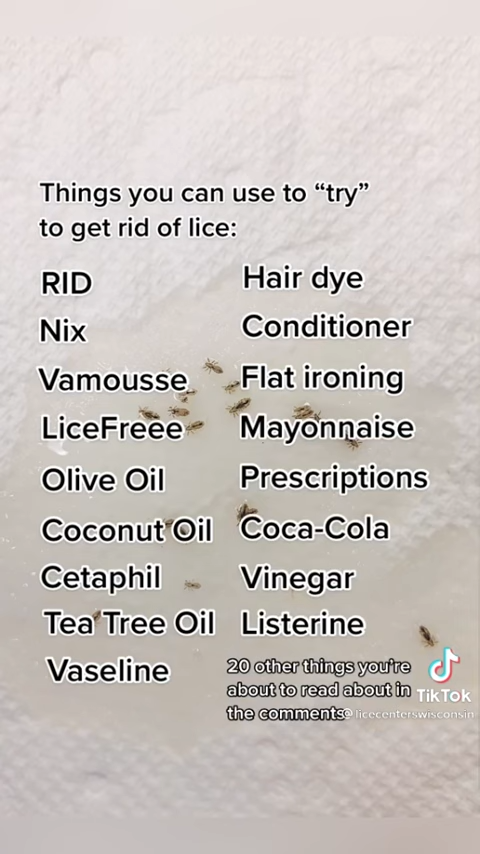 Things you can use to “try”
to get rid of lice:
RID
Nix
Vamousse
LiceFreee
Olive Oil
Coconut Oil
Cetaphil
Tea Tree Oil
Vaseline
Hair dye
Conditioner
Flat ironing
Mayonnaise
Prescriptions
Coca-Cola
Vinegar
Listerine
20 other things you're
about to read about in
the comments
TikTok
@licecenterswisconsin